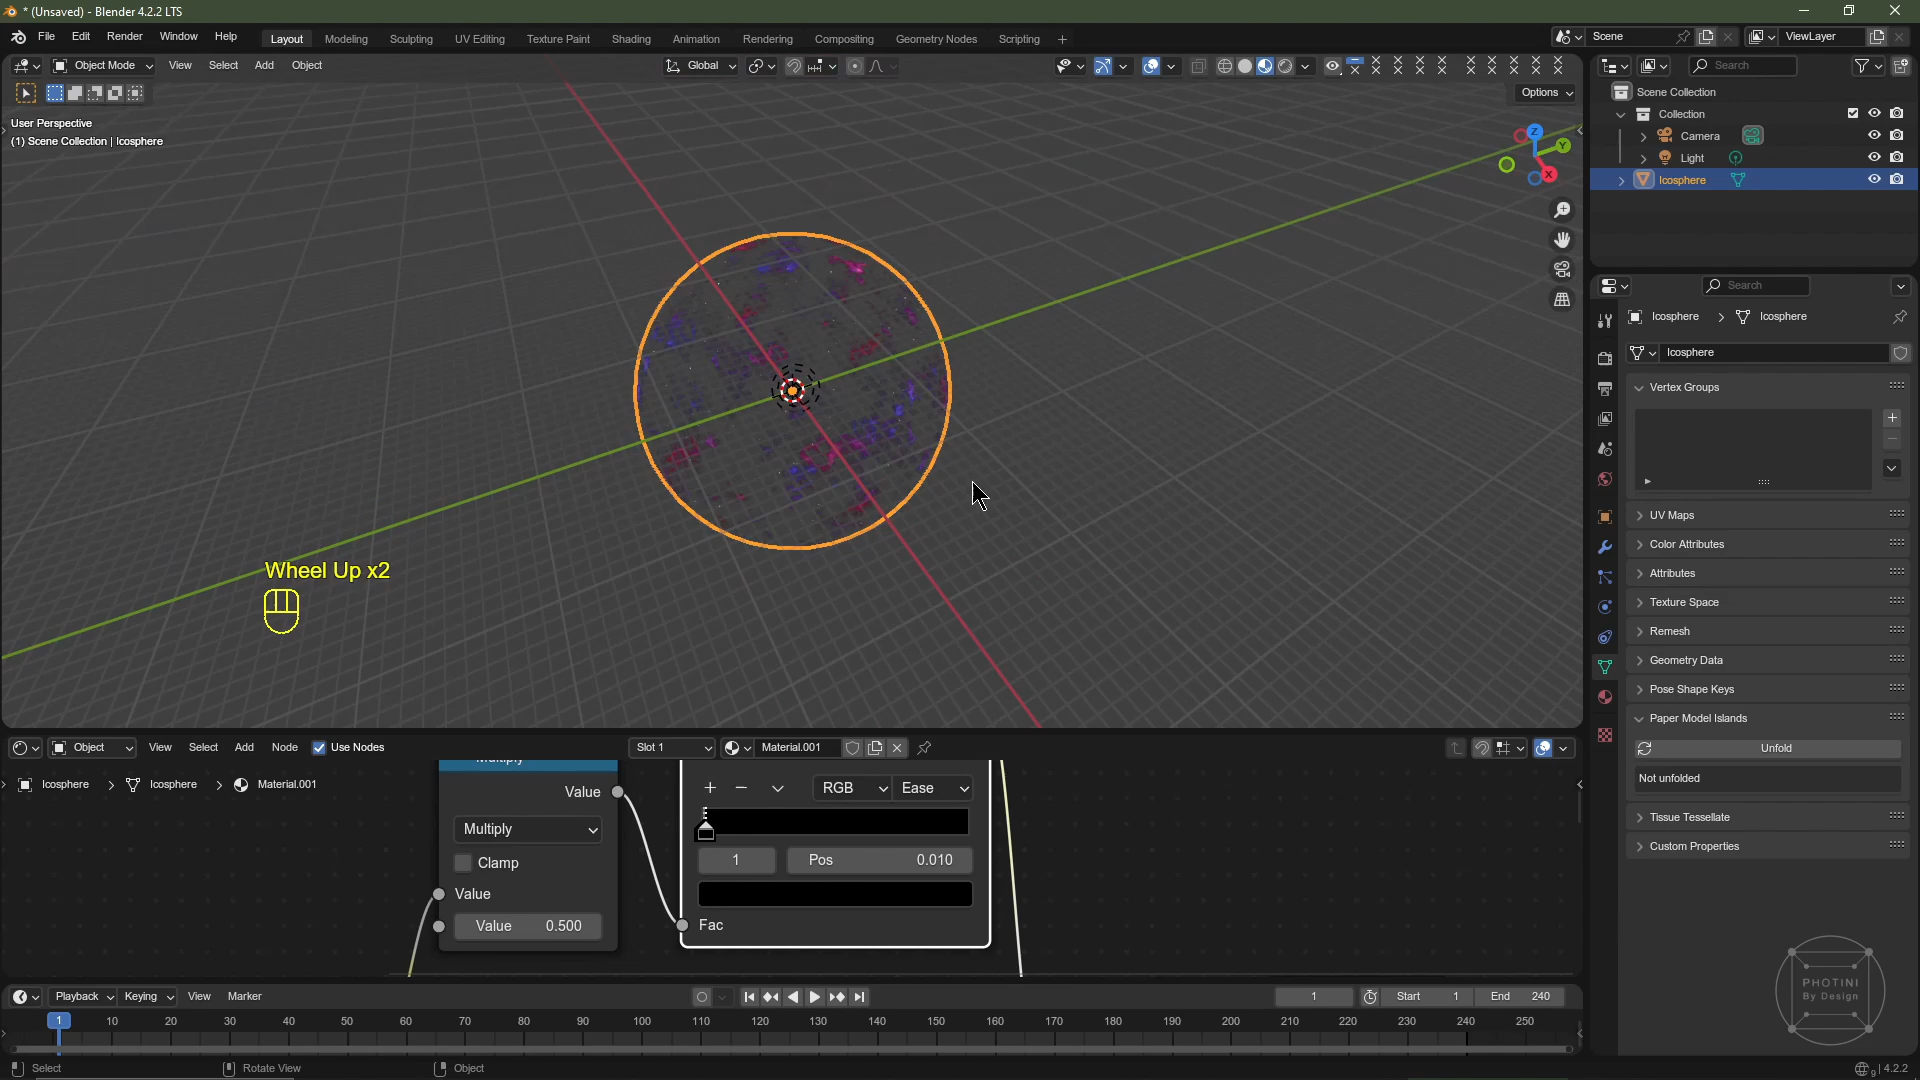 * (Unsaved) - Blender 4.2.2 LTS
File Edit Render Window Help Layout Modeling Sculpting UV Editing Texture Paint Shading Animation Rendering Compositing Geometry Nodes Scripting + Scene ViewLayer
Object Mode View Select Add Object Global Search
Options
User Perspective
(1) Scene Collection | Icosphere
Z
Y
X
Scene Collection
Collection
Camera
Light
Icosphere
Search
Icosphere > Icosphere
Icosphere
Vertex Groups
UV Maps
Color Attributes
Attributes
Texture Space
Remesh
Geometry Data
Pose Shape Keys
Paper Model Islands
Unfold
Not unfolded
Tissue Tessellate
Custom Properties
Wheel Up x2
Object View Select Add Node Use Nodes Slot 1 Material.001
Icosphere > Icosphere > Material.001
Multiply
Value
Multiply
Clamp
Value
Value 0.500
RGB Ease
1 Pos 0.010
Fac
Playback Keying View Marker 1 Start 1 End 240
1 10 20 30 40 50 60 70 80 90 100 110 120 130 140 150 160 170 180 190 200 210 220 230 240 250
Select Rotate View Object 9 | 4.2.2
PHOTINI
By Design